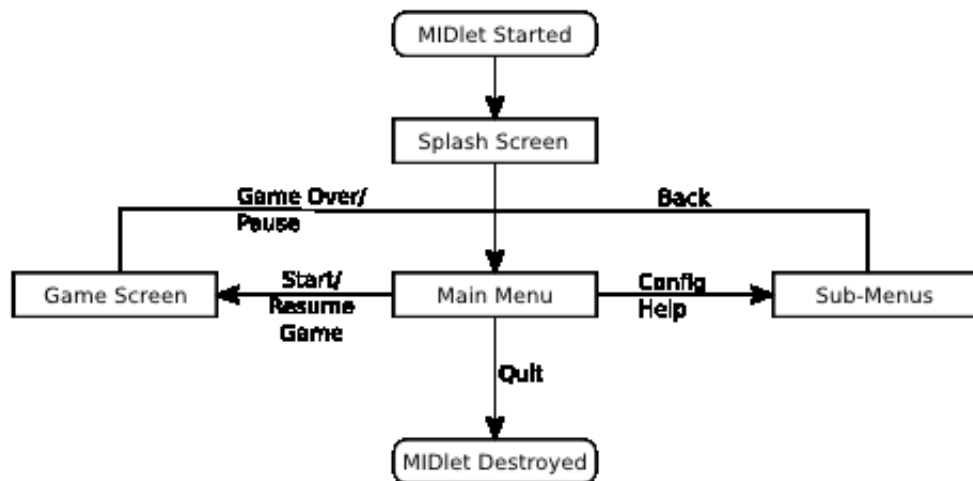 MIDlet Started
Splash Screen
Game Over/
Pause
Back
Game Screen
Start/
Resume
Game
Main Menu
Config
Help
Sub-Menus
Quit
MIDlet Destroyed